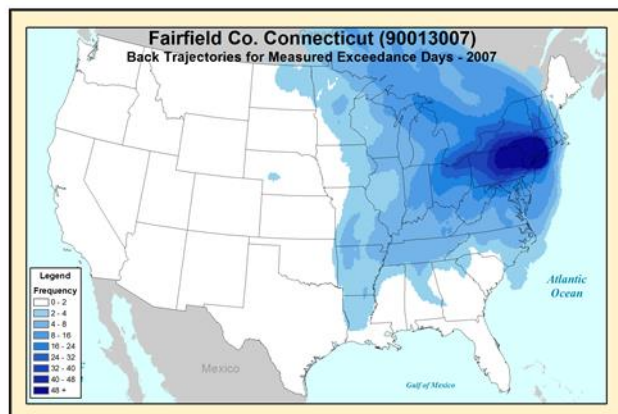 Fairfield Co. Connecticut (90013007)
Back Trajectories for Measured Exceedance Days - 2007
Legend
Frequency
0 - 2
2 - 4
4 - 8
8 - 16
16 - 24
24 - 32
32 - 40
40 - 48
48 +
Atlantic
Ocean
Mexico
Gulf of Mexico